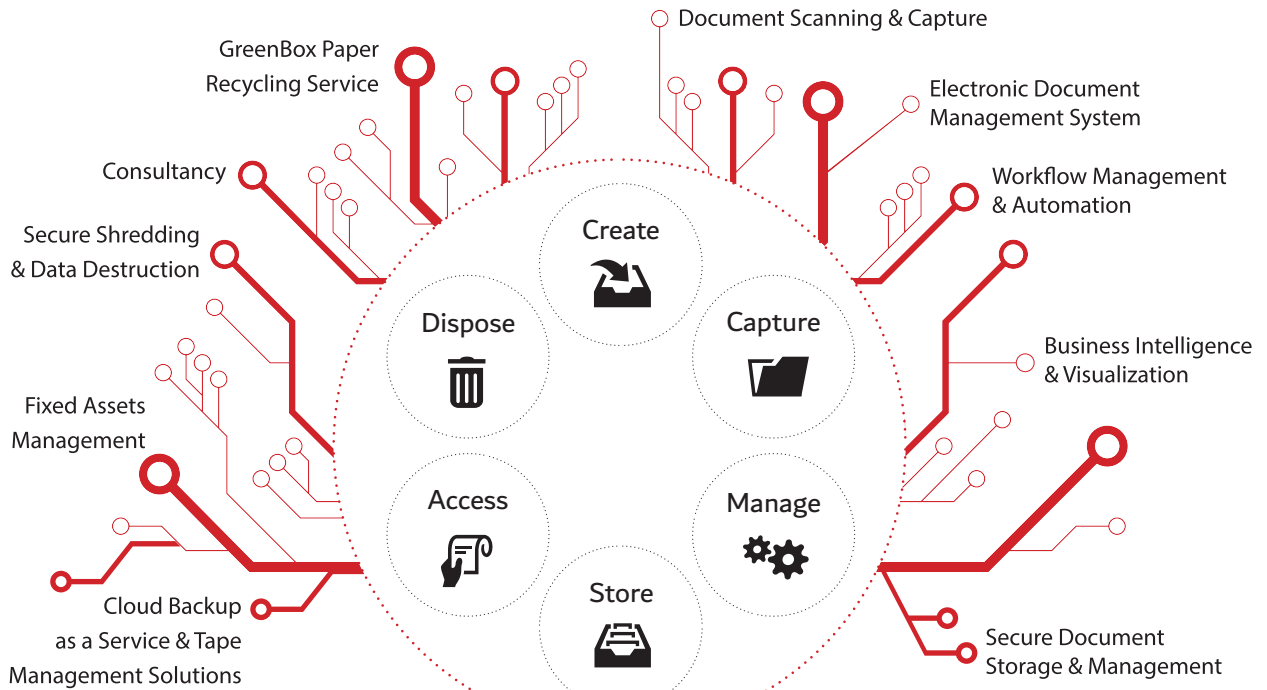 Document Scanning & Capture
GreenBox Paper
Recycling Service
Electronic Document
Management System
Consultancy
Workflow Management
& Automation
Secure Shredding
& Data Destruction
Create
Dispose
Capture
Business Intelligence
& Visualization
Fixed Assets
Management
Access
Manage
Store
Cloud Backup
as a Service & Tape
Management Solutions
Secure Document
Storage & Management